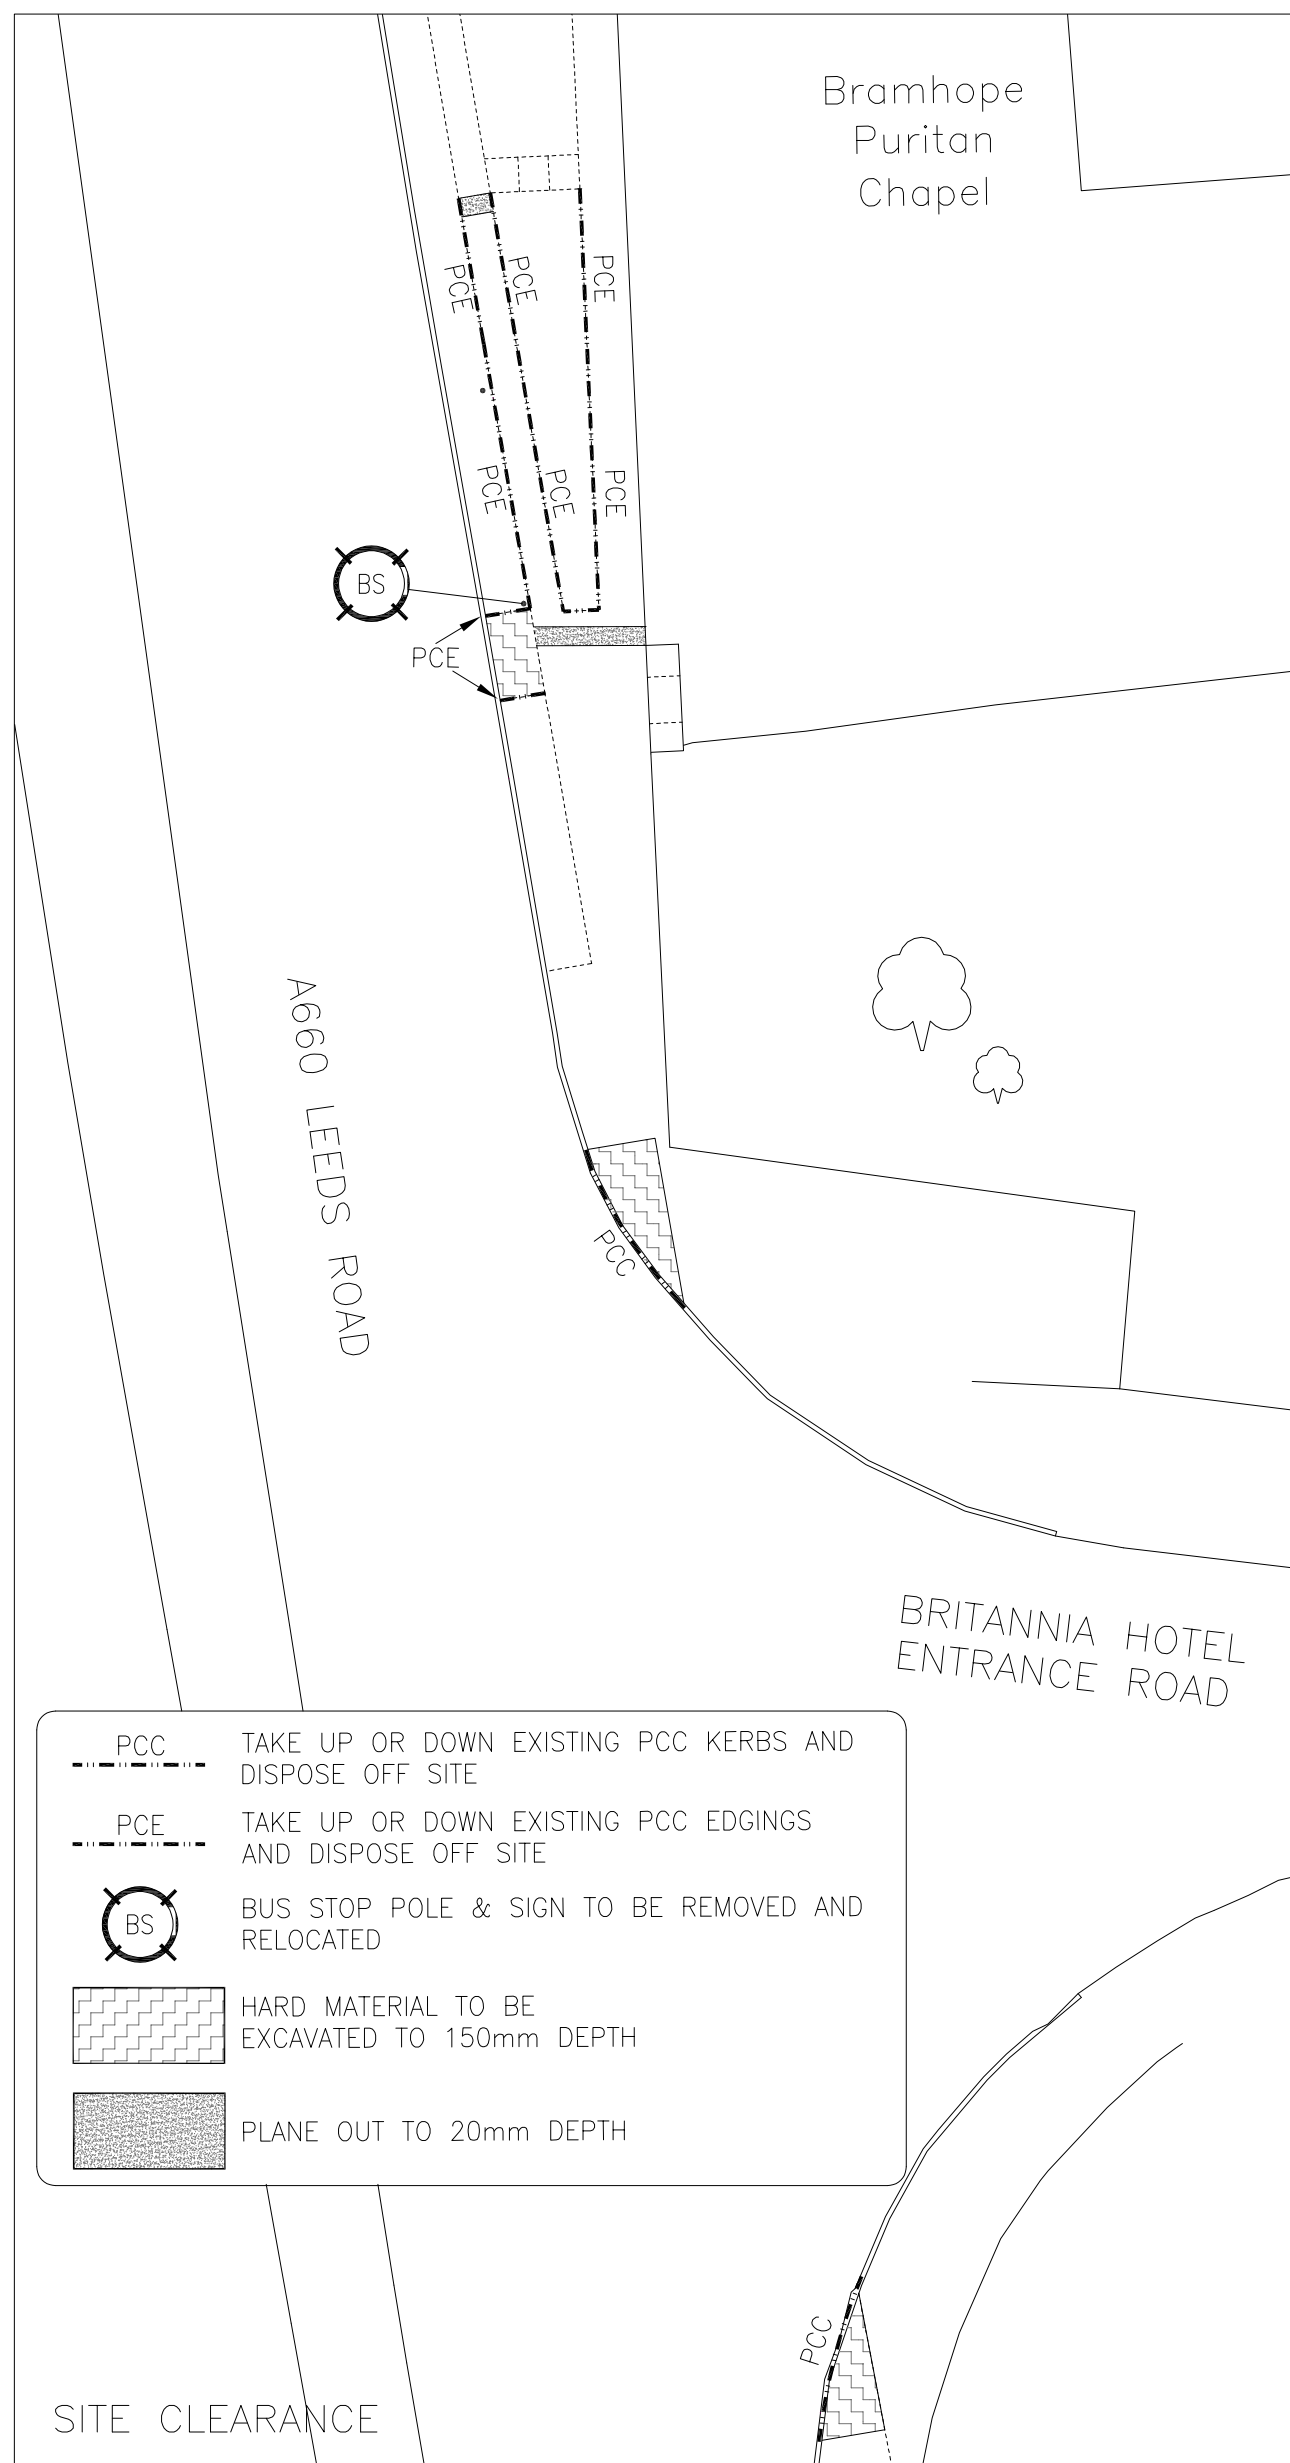 Bramhope
Puritan
Chapel
PCE
PCE
PCE
PCE
PCE
PCE
BS
PCE
A660 LEEDS ROAD
PCC
BRITANNIA HOTEL
ENTRANCE ROAD
PCC
TAKE UP OR DOWN EXISTING PCC KERBS AND
DISPOSE OFF SITE
PCE
TAKE UP OR DOWN EXISTING PCC EDGINGS
AND DISPOSE OFF SITE
BS
BUS STOP POLE & SIGN TO BE REMOVED AND
RELOCATED
HARD MATERIAL TO BE
EXCAVATED TO 150mm DEPTH
PLANE OUT TO 20mm DEPTH
PCC
SITE CLEARANCE